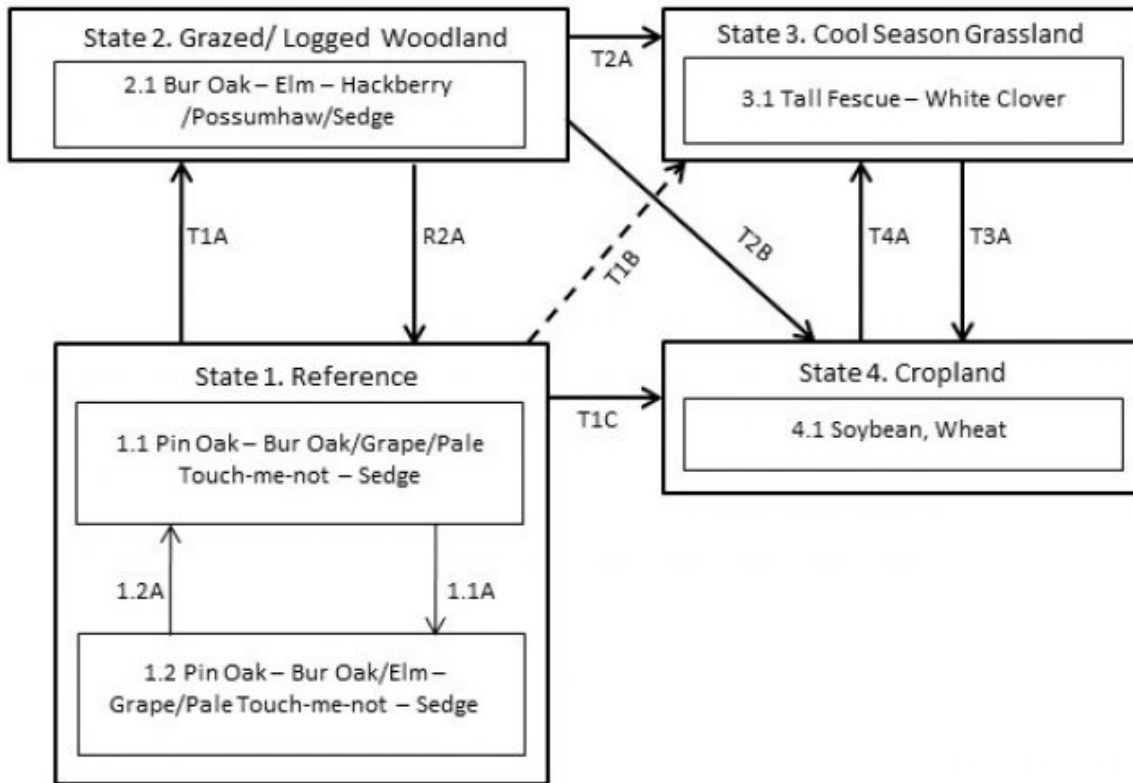 State 2. Grazed/ Logged Woodland
2.1 Bur Oak – Elm – Hackberry
/Possumhaw/Sedge
T2A
State 3. Cool Season Grassland
3.1 Tall Fescue – White Clover
T1A
R2A
T1B
T2B
T4A
T3A
State 1. Reference
1.1 Pin Oak – Bur Oak/Grape/Pale
Touch-me-not – Sedge
1.2A
1.1A
1.2 Pin Oak – Bur Oak/Elm –
Grape/Pale Touch-me-not – Sedge
T1C
State 4. Cropland
4.1 Soybean, Wheat